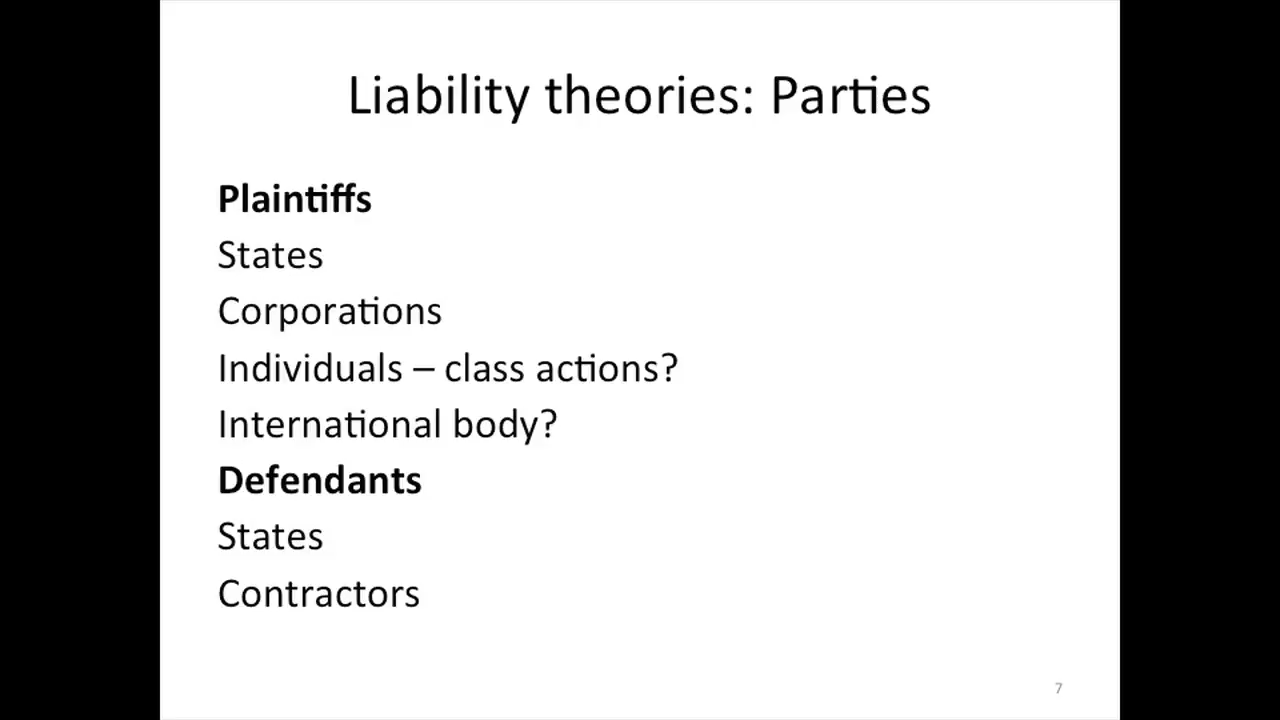 Liability theories: Parties
Plaintiffs
States
Corporations
Individuals – class actions?
International body?
Defendants
States
Contractors
7